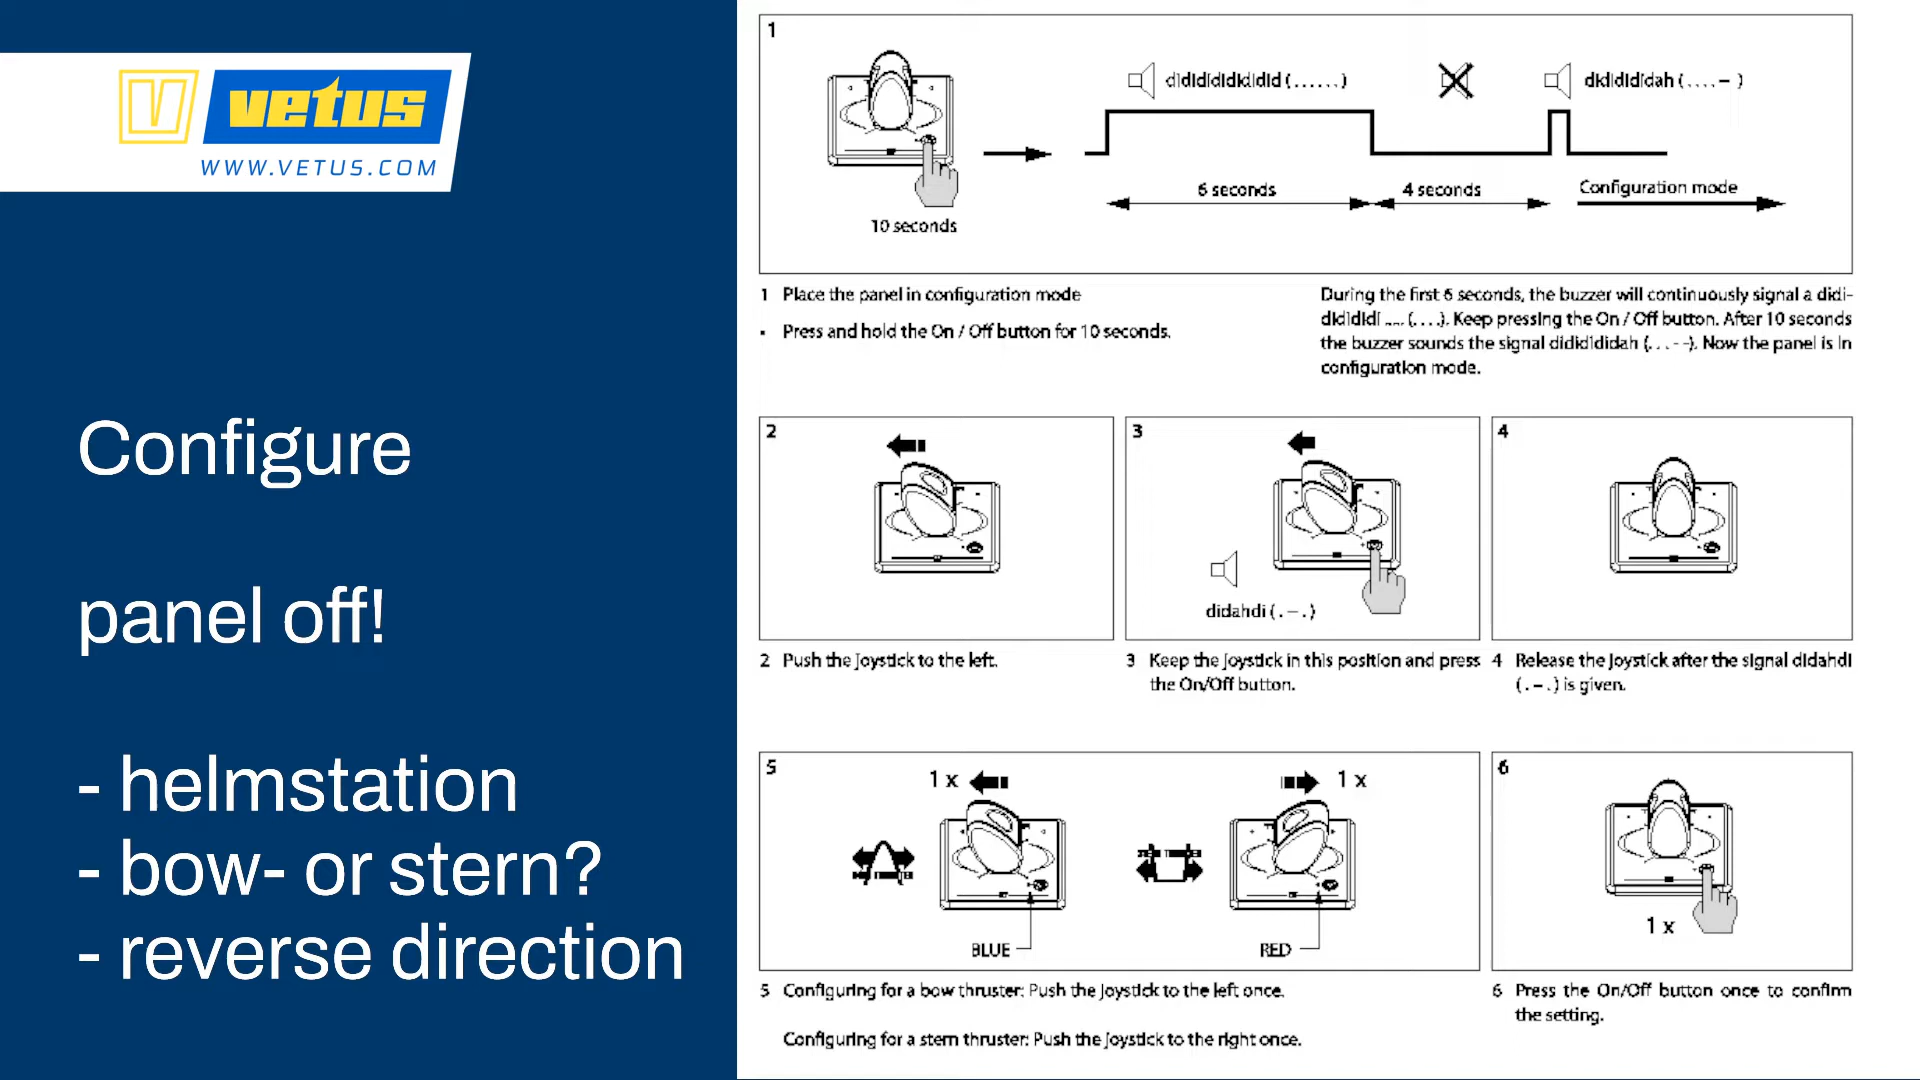 V vetus
WWW.VETUS.COM
Configure
panel off!
- helmstation
- bow- or stern?
- reverse direction
1
10 seconds
didididididididid (......)
dididididah (....– )
6 seconds
4 seconds
Configuration mode
1 Place the panel in configuration mode
• Press and hold the On / Off button for 10 seconds.
During the first 6 seconds, the buzzer will continuously signal a didi-
didididi .... (....). Keep pressing the On / Off button. After 10 seconds
the buzzer sounds the signal didididah (...--). Now the panel is in
configuration mode.
2
3
didahdi ( . – . )
4
2 Push the joystick to the left.
3 Keep the joystick in this position and press
the On/Off button.
4 Release the joystick after the signal didahdi
( . – . ) is given.
5
1 x
1 x
BOW THRUSTER
STERN THRUSTER
BLUE
RED
6
1 x
5 Configuring for a bow thruster: Push the joystick to the left once.
Configuring for a stern thruster: Push the joystick to the right once.
6 Press the On/Off button once to confirm
the setting.